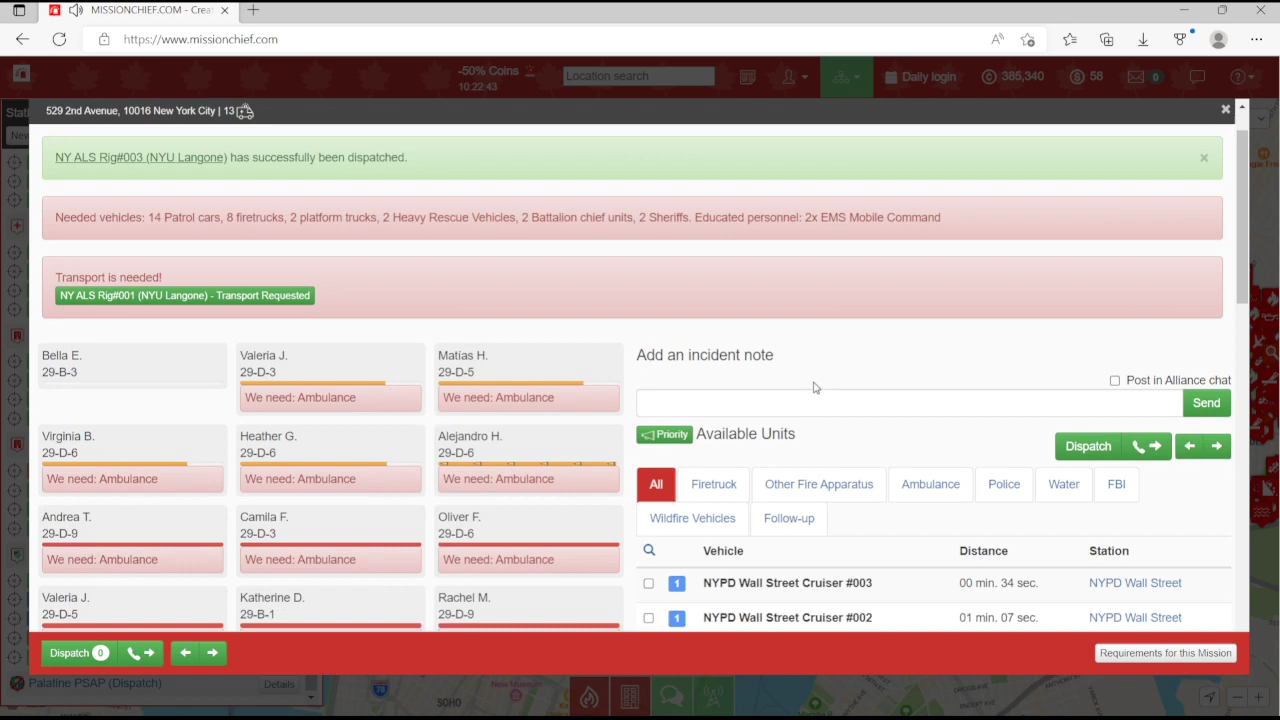 MISSIONCHIEF.COM - Crea
https://www.missionchief.com
-50% Coins
10:22:43
Location search
Daily login
385,340
58
0
529 2nd Avenue, 10016 New York City | 13
NY ALS Rig#003 (NYU Langone) has successfully been dispatched.
Needed vehicles: 14 Patrol cars, 8 firetrucks, 2 platform trucks, 2 Heavy Rescue Vehicles, 2 Battalion chief units, 2 Sheriffs. Educated personnel: 2x EMS Mobile Command
Transport is needed!
NY ALS Rig#001 (NYU Langone) - Transport Requested
Bella E.
29-B-3
Valeria J.
29-D-3
We need: Ambulance
Matías H.
29-D-5
We need: Ambulance
Virginia B.
29-D-6
We need: Ambulance
Heather G.
29-D-6
We need: Ambulance
Alejandro H.
29-D-6
We need: Ambulance
Andrea T.
29-D-9
We need: Ambulance
Camila F.
29-D-3
We need: Ambulance
Oliver F.
29-D-6
We need: Ambulance
Valeria J.
29-D-5
Katherine D.
29-B-1
Rachel M.
29-D-9
Add an incident note
Post in Alliance chat
Send
Priority Available Units
Dispatch
All Firetruck Other Fire Apparatus Ambulance Police Water FBI
Wildfire Vehicles Follow-up
Vehicle Distance Station
1 NYPD Wall Street Cruiser #003 00 min. 34 sec. NYPD Wall Street
1 NYPD Wall Street Cruiser #002 01 min. 07 sec. NYPD Wall Street
Dispatch 0
Requirements for this Mission
Palatine PSAP (Dispatch)
Details
SOHO
New Museum